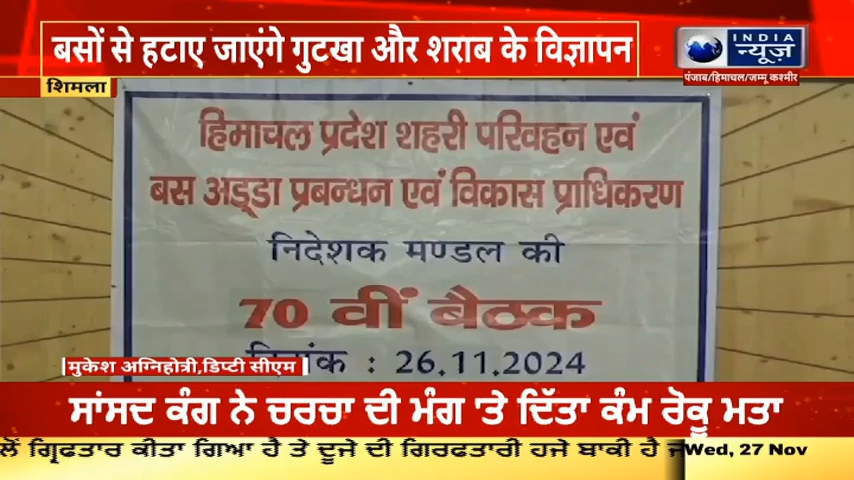 बसों से हटाए जाएंगे गुटखा और शराब के विज्ञापन
INDIA
न्यूज़
पंजाब/हिमाचल/जम्मू कश्मीर
शिमला
हिमाचल प्रदेश शहरी परिवहन एवं
बस अड्डा प्रबन्धन एवं विकास प्राधिकरण
निदेशक मण्डल की
70 वीं बैठक
दिनांक : 26.11.2024
मुकेश अग्निहोत्री,डिप्टी सीएम
ਸਾਂਸਦ ਕੰਗ ਨੇ ਚਰਚਾ ਦੀ ਮੰਗ 'ਤੇ ਦਿੱਤਾ ਕੰਮ ਰੋਕੂ ਮਤਾ
ਗ੍ਰਿਫਤਾਰ ਕੀਤਾ ਗਿਆ ਹੈ ਤੇ ਦੂਜੇ ਦੀ ਗਿਰਫਤਾਰੀ ਹਜੇ ਬਾਕੀ ਹੈ
Wed, 27 Nov